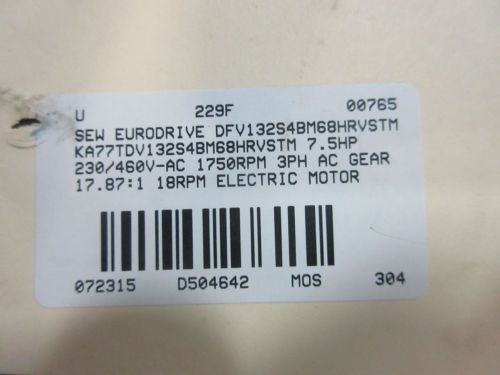 U 229F 00765
SEW EURODRIVE DFV132S4BM68HRVSTM
KA77TDV132S4BM68HRVSTM 7.5HP
230/460V-AC 1750RPM 3PH AC GEAR
17.87:1 18RPM ELECTRIC MOTOR
072315 D504642 MOS 304